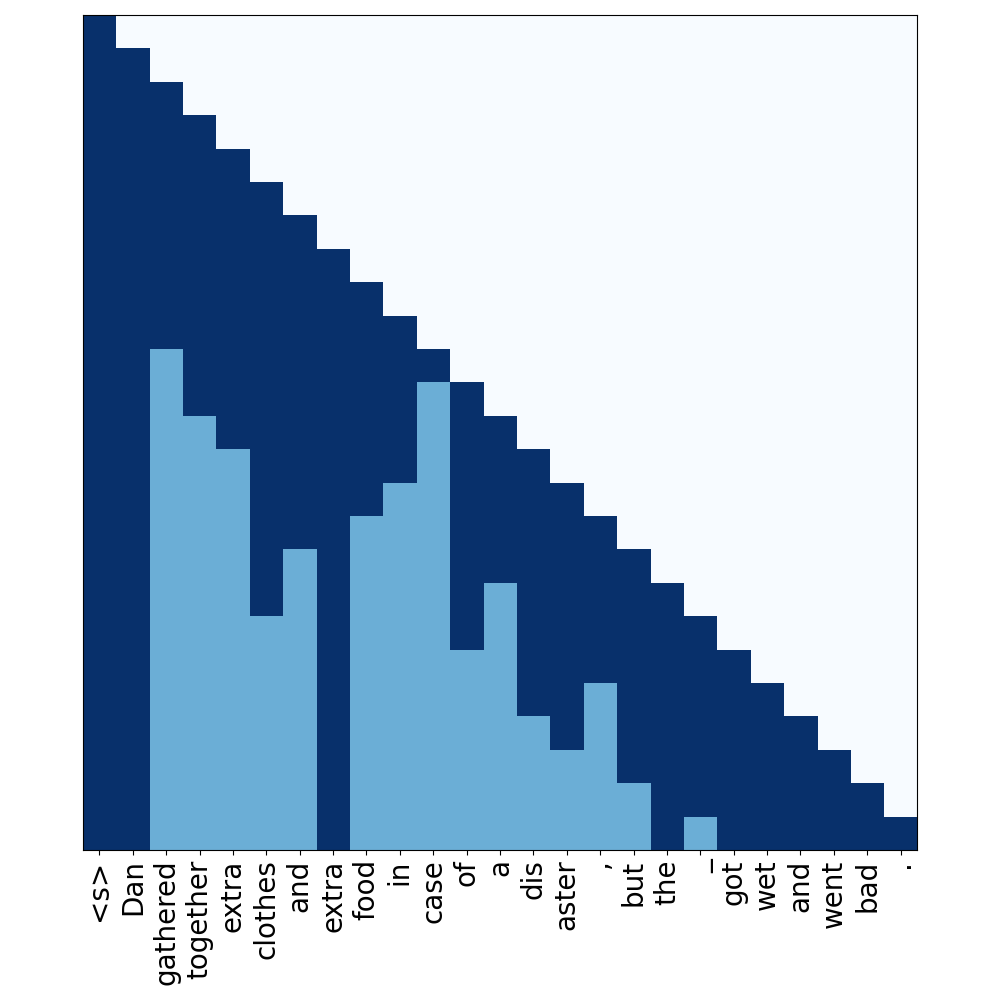 <s> Dan gathered together extra clothes and extra food in case of a dis aster , but the _ got wet and went bad .